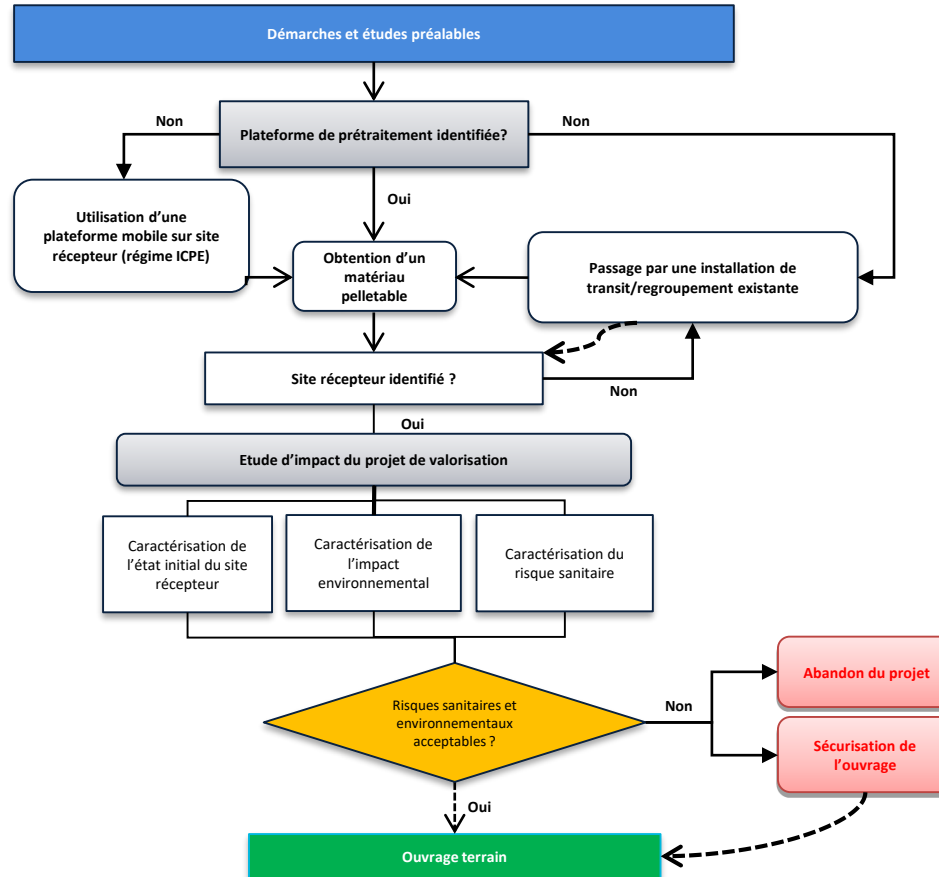 Démarches et études préalables
Non
Plateforme de prétraitement identifiée?
Non
Oui
Utilisation d'une
plateforme mobile sur site
récepteur (régime ICPE)
Obtention d'un
matériau
pelletable
Passage par une installation de
transit/regroupement existante
Site récepteur identifié ?
Non
Oui
Etude d'impact du projet de valorisation
Caractérisation de
l'état initial du site
récepteur
Caractérisation de
l'impact
environnemental
Caractérisation du
risque sanitaire
Risques sanitaires et
environnementaux
acceptables ?
Non
Abandon du projet
Sécurisation de
l'ouvrage
Oui
Ouvrage terrain